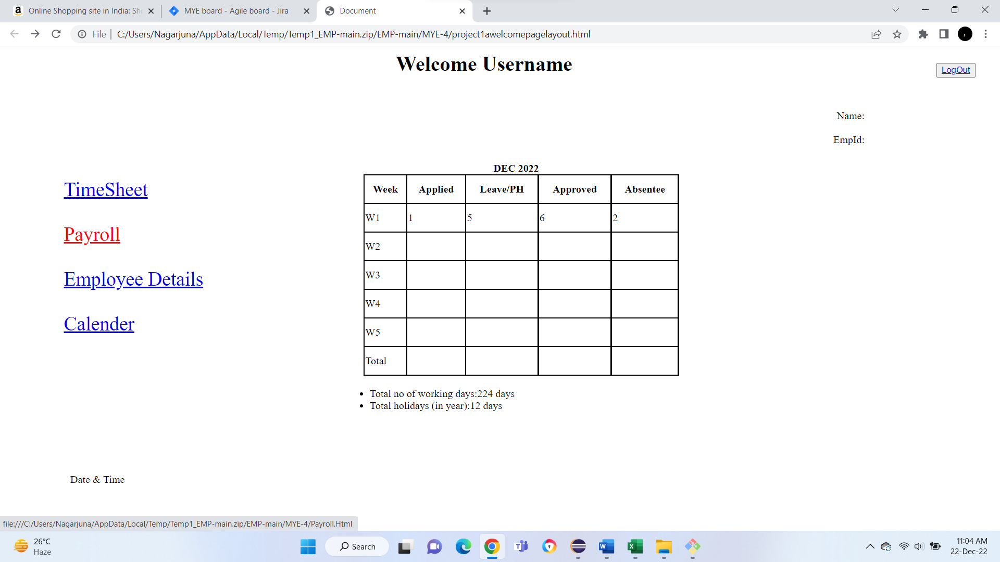 Online Shopping site in India: Sh
MYE board - Agile board - Jira
Document
File
C:/Users/Nagarjuna/AppData/Local/Temp/Temp1_EMP-main.zip/EMP-main/MYE-4/project1awelcomepagelayout.html
Welcome Username
LogOut
Name:
EmpId:
DEC 2022
Week Applied Leave/PH Approved Absentee
W1 1 5 6 2
W2
W3
W4
W5
Total
TimeSheet
Payroll
Employee Details
Calender
• Total no of working days:224 days
• Total holidays (in year):12 days
Date & Time
file:///C:/Users/Nagarjuna/AppData/Local/Temp/Temp1_EMP-main.zip/EMP-main/MYE-4/Payroll.Html
26°C
Haze
Search
11:04 AM
22-Dec-22